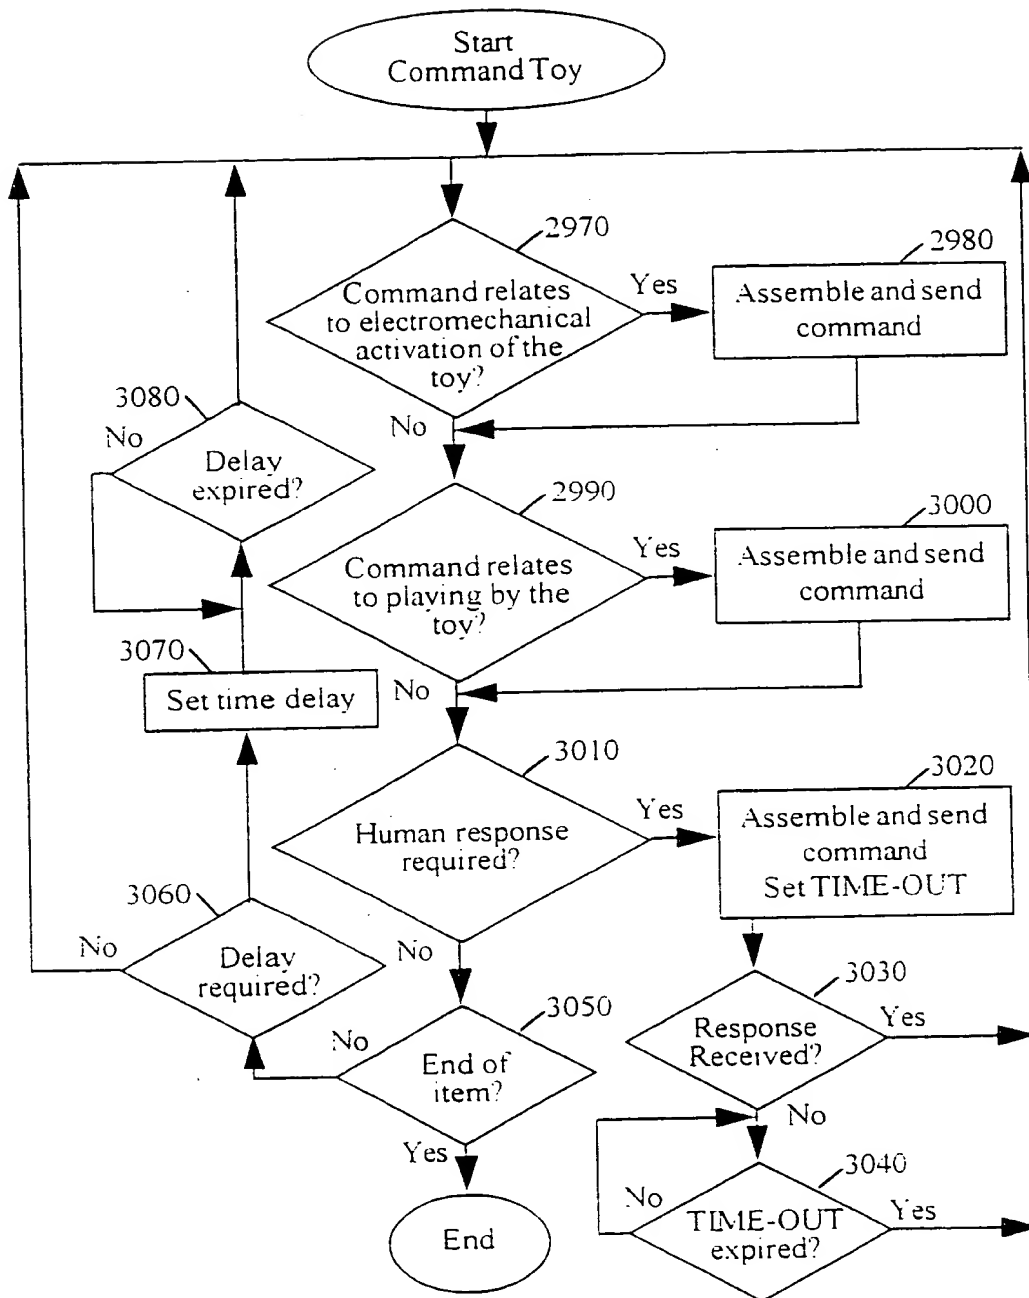 Start
Command Toy
2970
Command relates
to electromechanical
activation of the
toy?
Yes
2980
Assemble and send
command
No
3080
No
Delay
expired?
2990
Command relates
to playing by the
toy?
Yes
3000
Assemble and send
command
3070
Set time delay
No
3010
Human response
required?
Yes
3020
Assemble and send
command
Set TIME-OUT
3060
No
Delay
required?
No
3050
No
End of
item?
3030
Response
Received?
Yes
No
Yes
End
3040
No
TIME-OUT
expired?
Yes